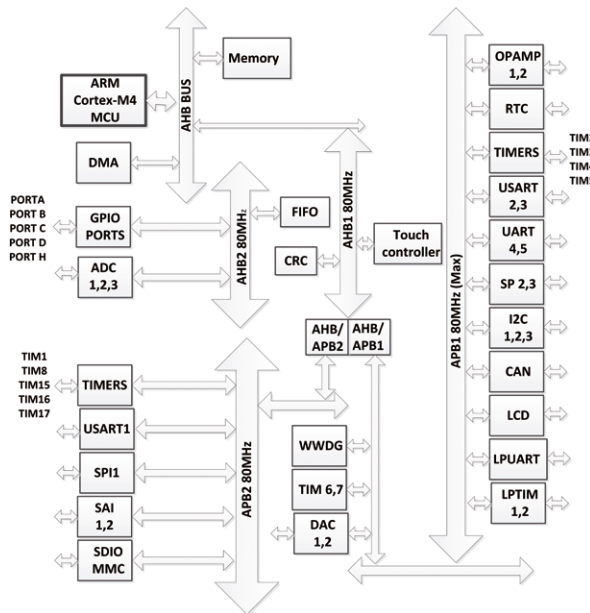 ARM
Cortex-M4
MCU
AHB BUS
Memory
DMA
PORTA
PORT B
PORT C
PORT D
PORT H
GPIO
PORTS
ADC
1,2,3
AHB2 80MHz
FIFO
CRC
AHB1 80MHz
Touch
controller
AHB/
APB2
AHB/
APB1
TIM1
TIM8
TIM15
TIM16
TIM17
TIMERS
USART1
SPI1
SAI
1,2
SDIO
MMC
APB2 80MHz
WWDG
TIM 6,7
DAC
1,2
APB1 80MHz (Max)
OPAMP
1,2
RTC
TIMERS
USART
2,3
UART
4,5
SP 2,3
I2C
1,2,3
CAN
LCD
LPUART
LPTIM
1,2